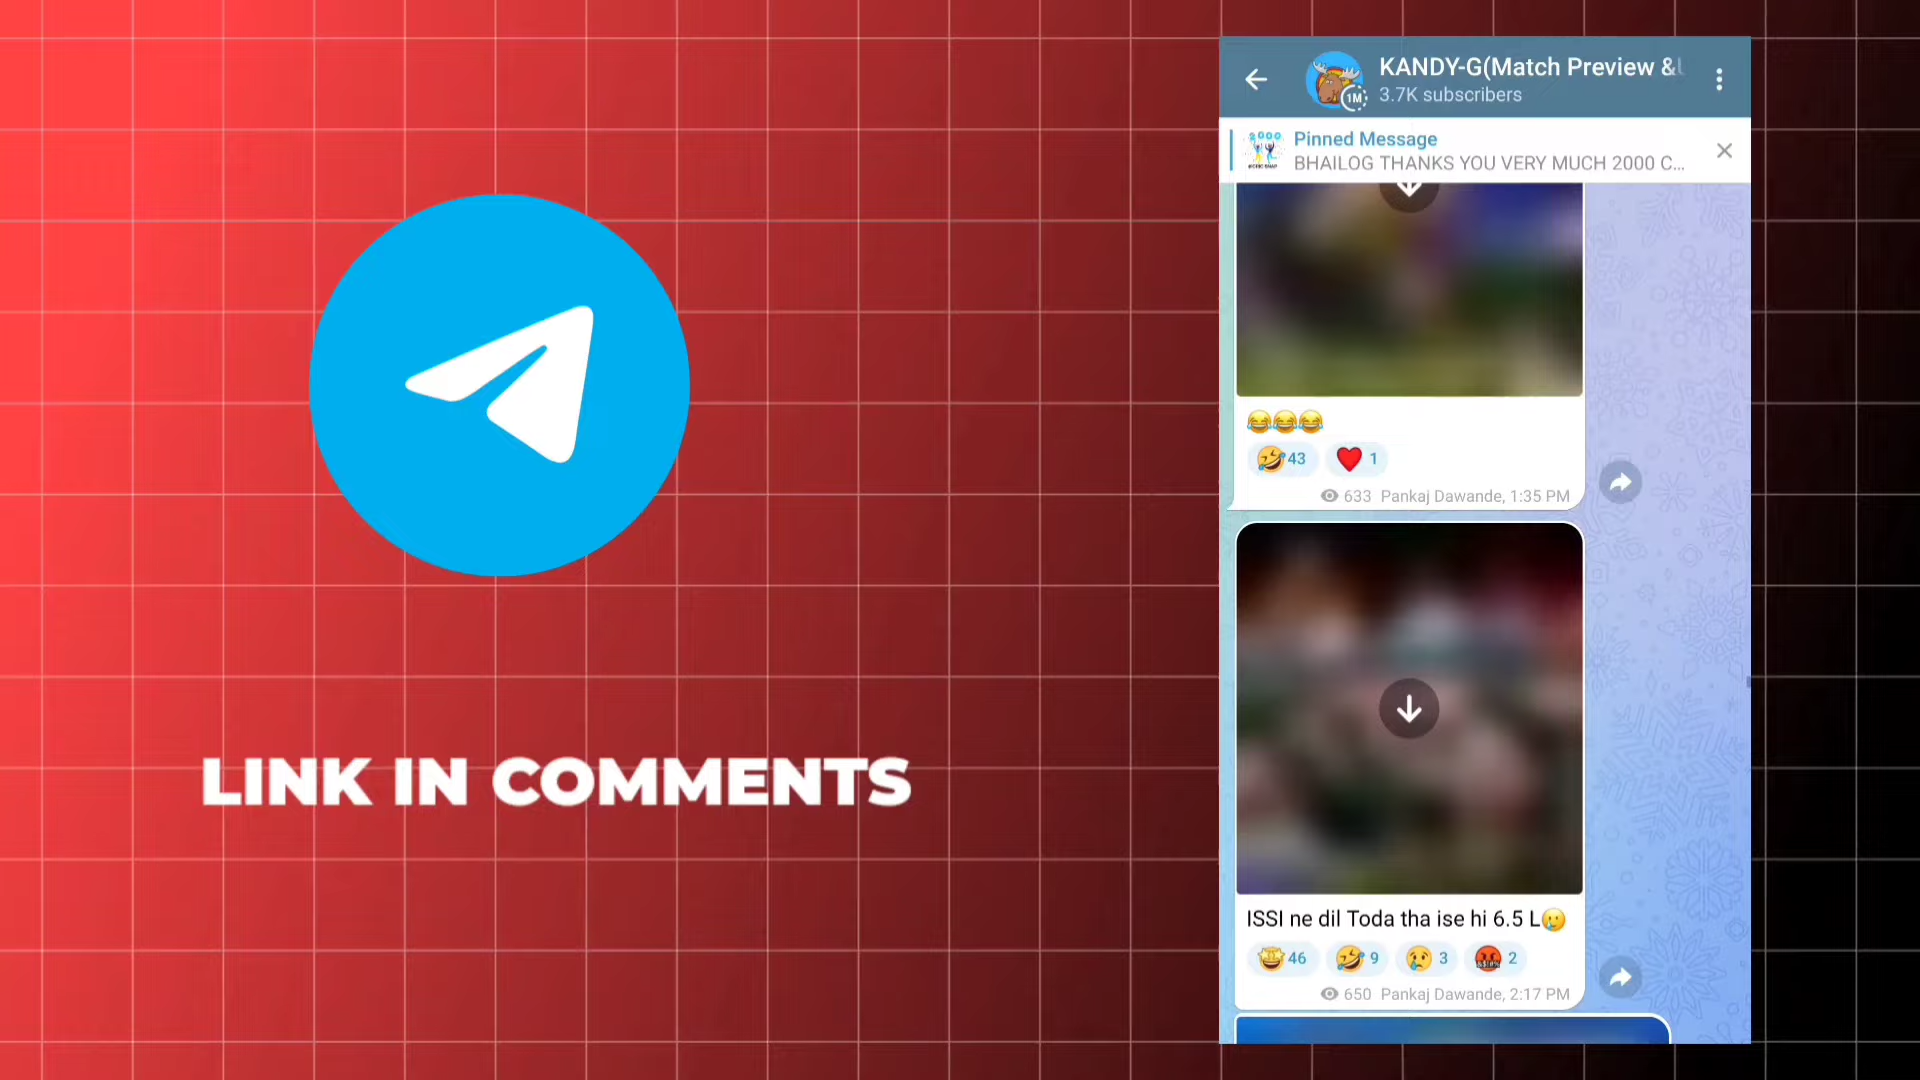 LINK IN COMMENTS
KANDY-G(Match Preview &
3.7K subscribers
1M
Pinned Message
BHAILOG THANKS YOU VERY MUCH 2000 C...
2000
😂😂😂
🤣 43 ❤️ 1
633 Pankaj Dawande, 1:35 PM
ISSI ne dil Toda tha ise hi 6.5 L🥲
🤩 46 🤣 9 😢 3 🤬 2
650 Pankaj Dawande, 2:17 PM